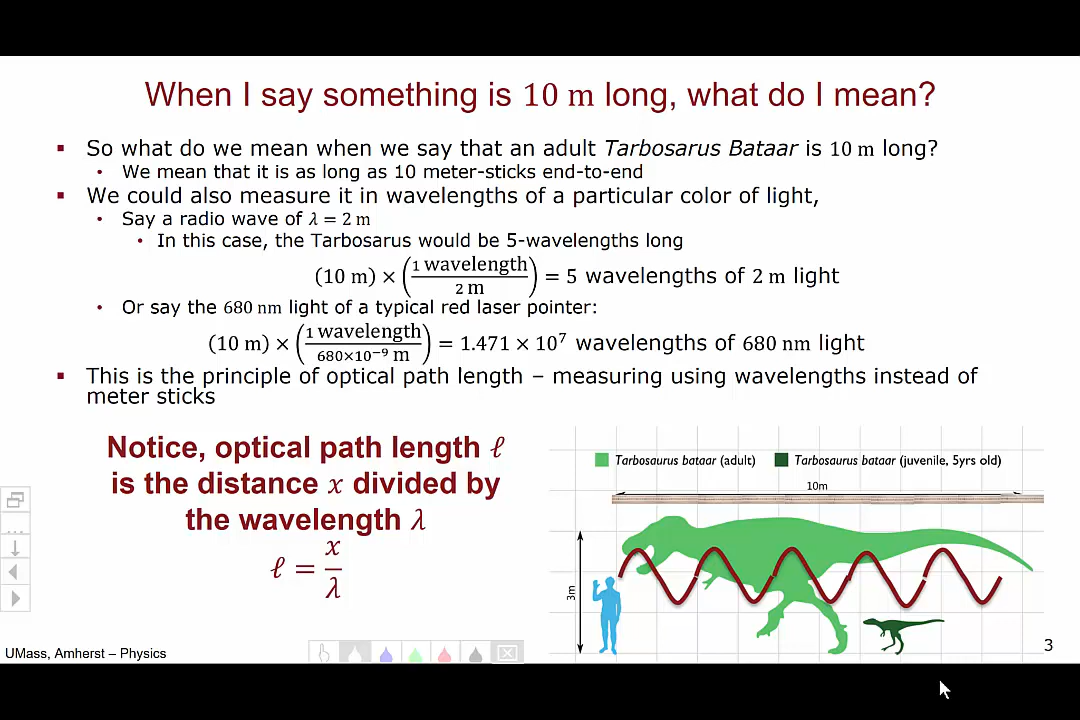 When I say something is 10 m long, what do I mean?
▪ So what do we mean when we say that an adult Tarbosarus Bataar is 10 m long?
• We mean that it is as long as 10 meter-sticks end-to-end
▪ We could also measure it in wavelengths of a particular color of light,
• Say a radio wave of λ = 2 m
• In this case, the Tarbosarus would be 5-wavelengths long
(10 m) × (1 wavelength / 2 m) = 5 wavelengths of 2 m light
• Or say the 680 nm light of a typical red laser pointer:
(10 m) × (1 wavelength / 680×10⁻⁹ m) = 1.471 × 10⁷ wavelengths of 680 nm light
▪ This is the principle of optical path length – measuring using wavelengths instead of
meter sticks
Notice, optical path length ℓ
is the distance x divided by
the wavelength λ
ℓ = x / λ
Tarbosaurus bataar (adult) Tarbosaurus bataar (juvenile, 5yrs old)
10m
3m
UMass, Amherst – Physics
3